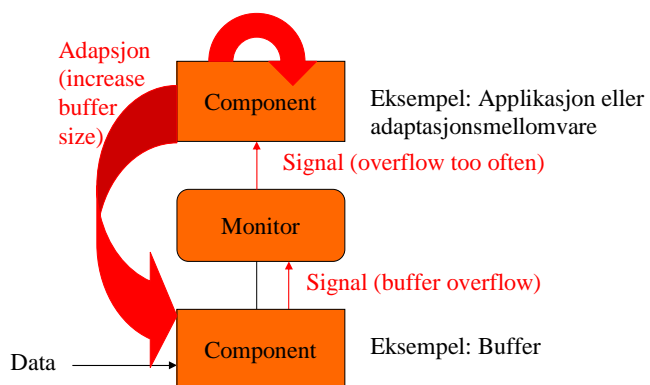 Adapsjon
(increase
buffer
size)
Component
Eksempel: Applikasjon eller
adaptasjonsmellomvare
Signal (overflow too often)
Monitor
Signal (buffer overflow)
Component
Eksempel: Buffer
Data